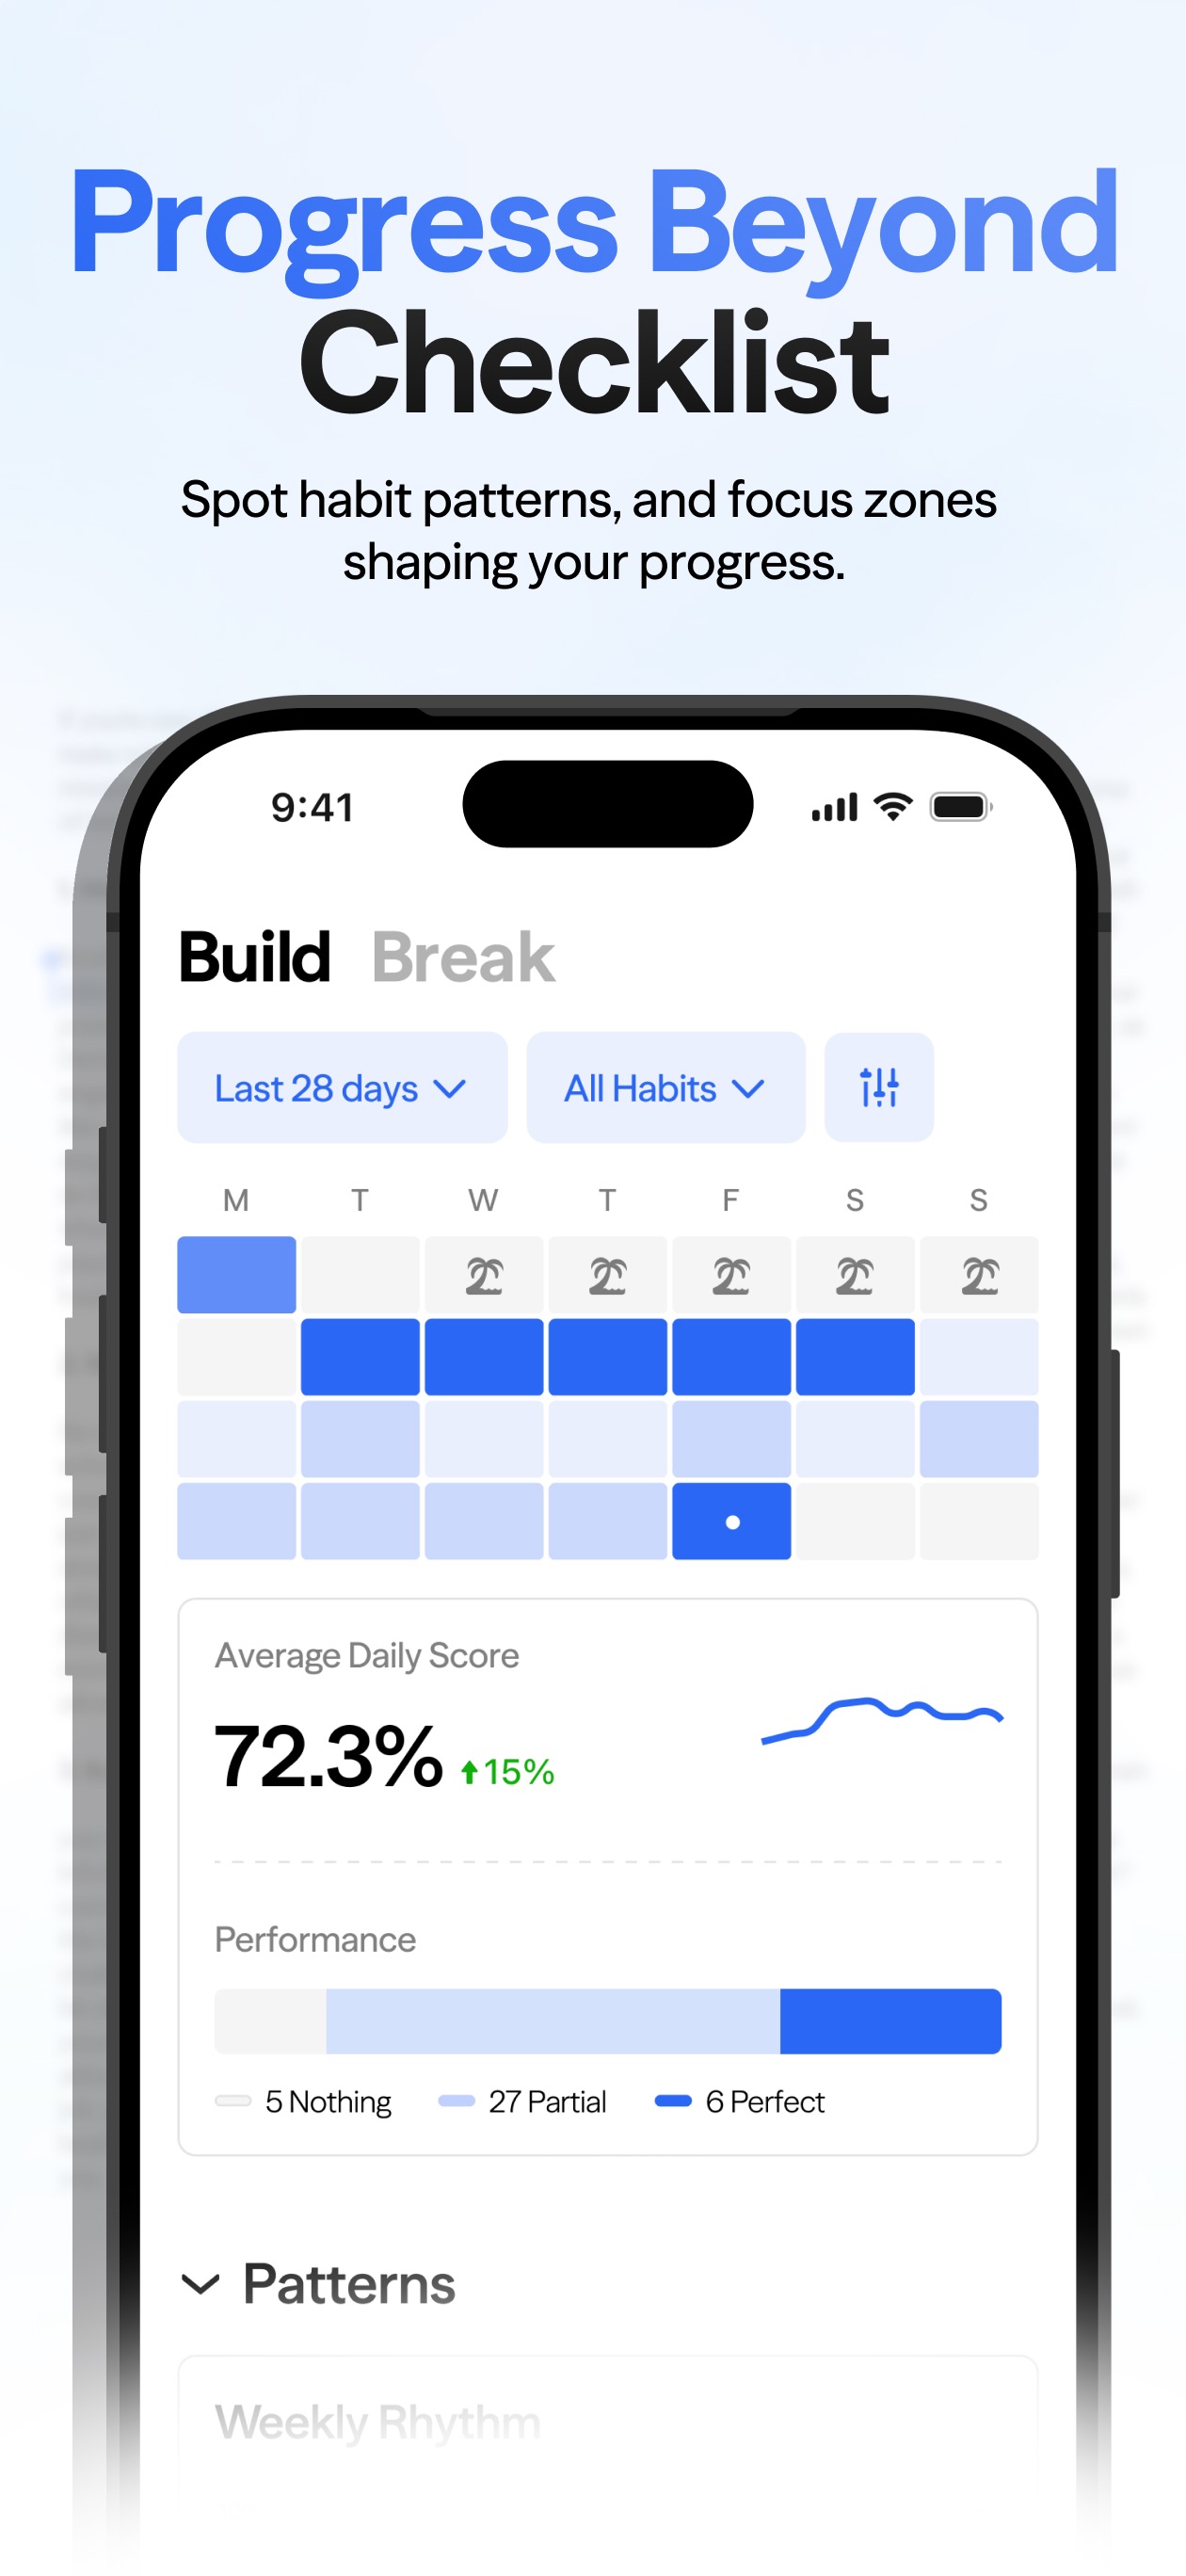 Progress Beyond
Checklist
Spot habit patterns, and focus zones
shaping your progress.
9:41
Build Break
Last 28 days All Habits
M T W T F S S
Average Daily Score
72.3% 15%
Performance
5 Nothing 27 Partial 6 Perfect
Patterns
Weekly Rhythm